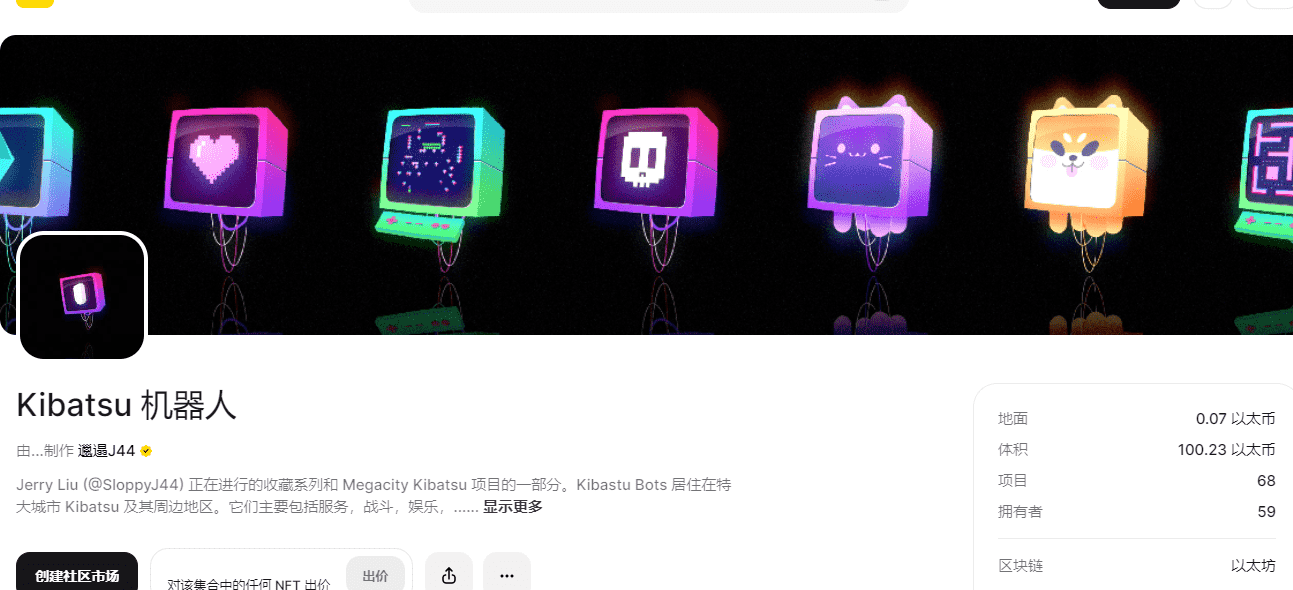 Kibatsu 机器人
由...制作 邋遢J44
Jerry Liu (@SloppyJ44) 正在进行的收藏系列和 Megacity Kibatsu 项目的一部分。Kibastu Bots 居住在特
大城市 Kibatsu 及其周边地区。它们主要包括服务，战斗，娱乐，...... 显示更多
创建社区市场
对该集合中的任何 NFT 出价
出价
地面 0.07 以太币
体积 100.23 以太币
项目 68
拥有者 59
区块链 以太坊